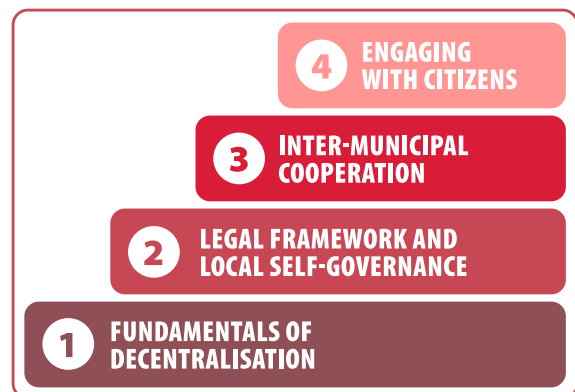 4 ENGAGING
WITH CITIZENS
3 INTER-MUNICIPAL
COOPERATION
2 LEGAL FRAMEWORK AND
LOCAL SELF-GOVERNANCE
1 FUNDAMENTALS OF
DECENTRALISATION